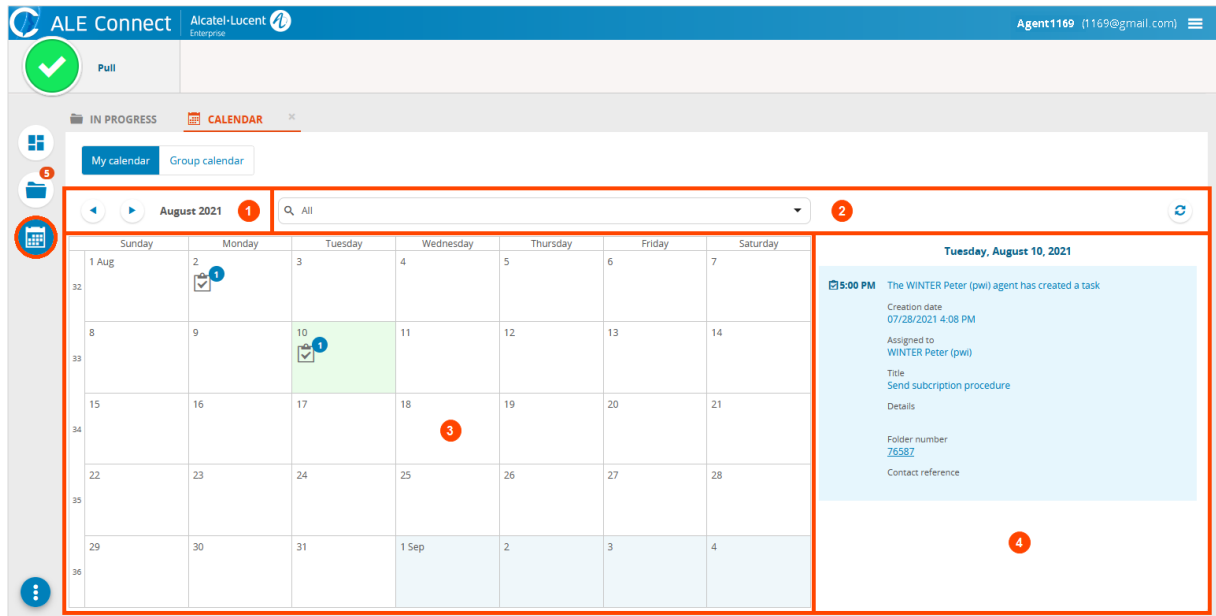 ALE Connect
Alcatel•Lucent
Enterprise
Agent1169 (1169@gmail.com)
Pull
IN PROGRESS
CALENDAR ×
5
My calendar Group calendar
August 2021 1
All
2
Sunday Monday Tuesday Wednesday Thursday Friday Saturday
1 Aug 2 3 4 5 6 7
1
32
8 9 10 11 12 13 14
1
33
15 16 17 18 19 20 21
34
3
22 23 24 25 26 27 28
35
29 30 31 1 Sep 2 3 4
36
Tuesday, August 10, 2021
5:00 PM The WINTER Peter (pwi) agent has created a task
Creation date
07/28/2021 4:08 PM
Assigned to
WINTER Peter (pwi)
Title
Send subcription procedure
Details
Folder number
76587
Contact reference
4